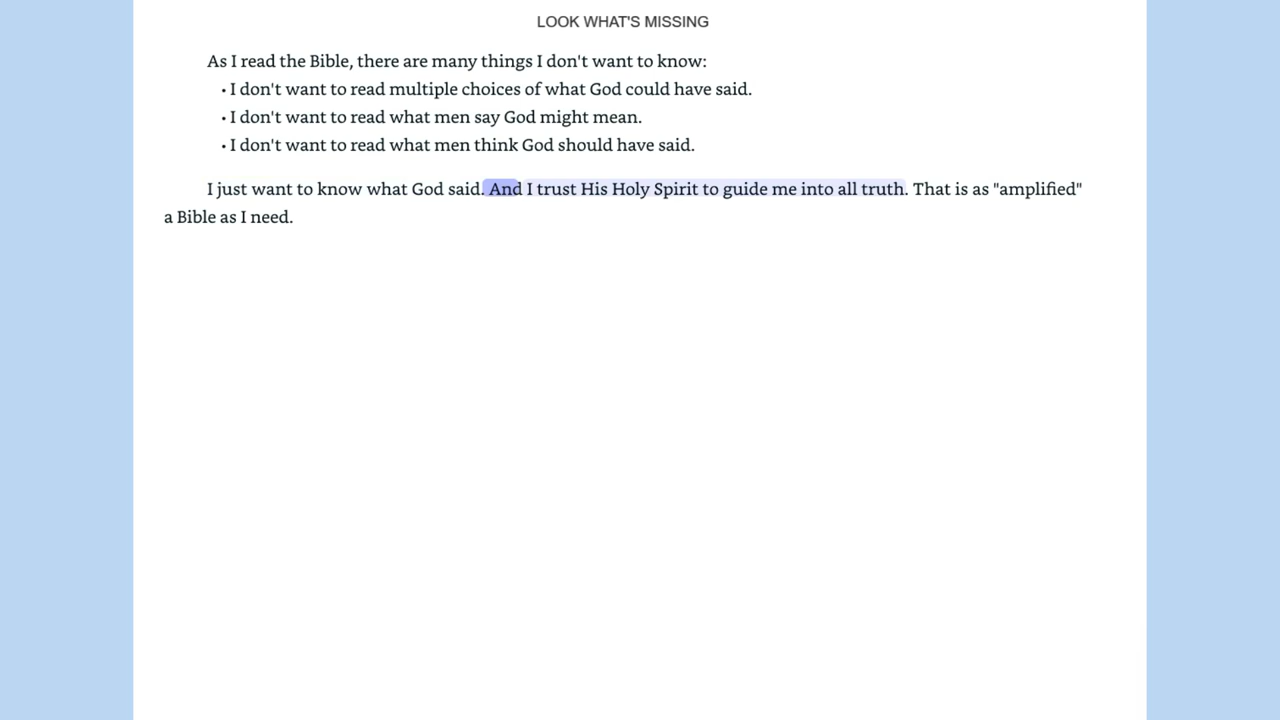 LOOK WHAT'S MISSING
As I read the Bible, there are many things I don't want to know:
• I don't want to read multiple choices of what God could have said.
• I don't want to read what men say God might mean.
• I don't want to read what men think God should have said.
I just want to know what God said. And I trust His Holy Spirit to guide me into all truth. That is as "amplified"
a Bible as I need.